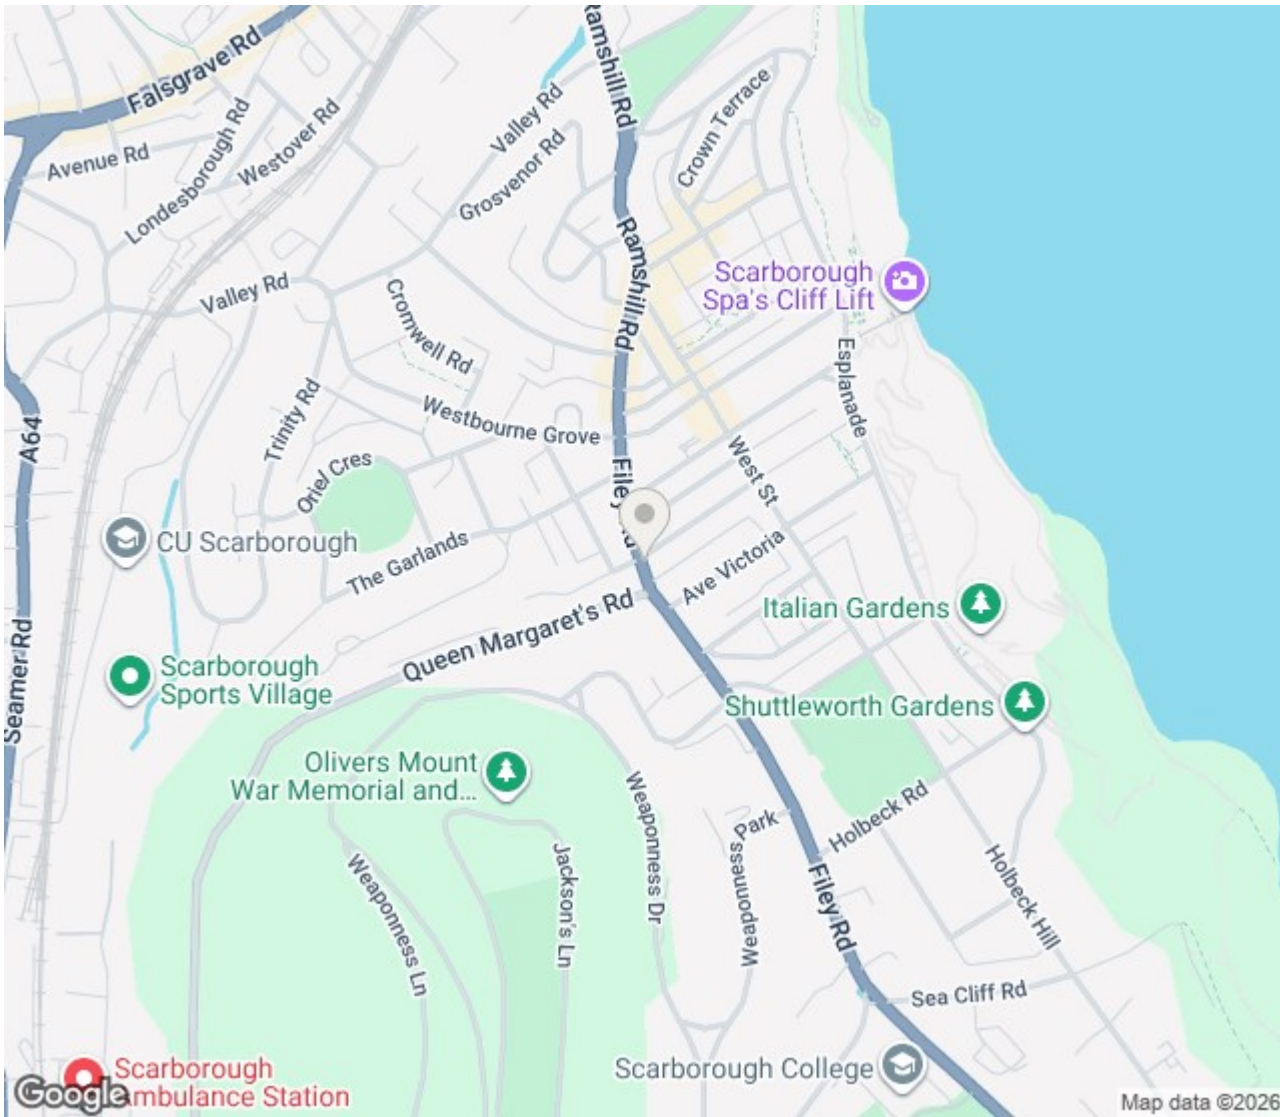 Falsgrave Rd
Ramshill Rd
Avenue Rd
Londesborough Rd
Westover Rd
Valley Rd
Grosvenor Rd
Crown Terrace
Ramshill Rd
Valley Rd
Cromwell Rd
Scarborough
Spa's Cliff Lift
Esplanade
Trinity Rd
Westbourne Grove
A64
Oriel Cres
Filey Rd
West St
CU Scarborough
The Garlands
Ave Victoria
Queen Margaret's Rd
Italian Gardens
Seamer Rd
Scarborough
Sports Village
Shuttleworth Gardens
Olivers Mount
War Memorial and...
Weaponness Dr
Park
Weaponness
Holbeck Rd
Jackson's Ln
Weaponness Ln
Filey Rd
Holbeck Hill
Sea Cliff Rd
Scarborough College
Scarborough
Ambulance Station
Google
Map data ©2026